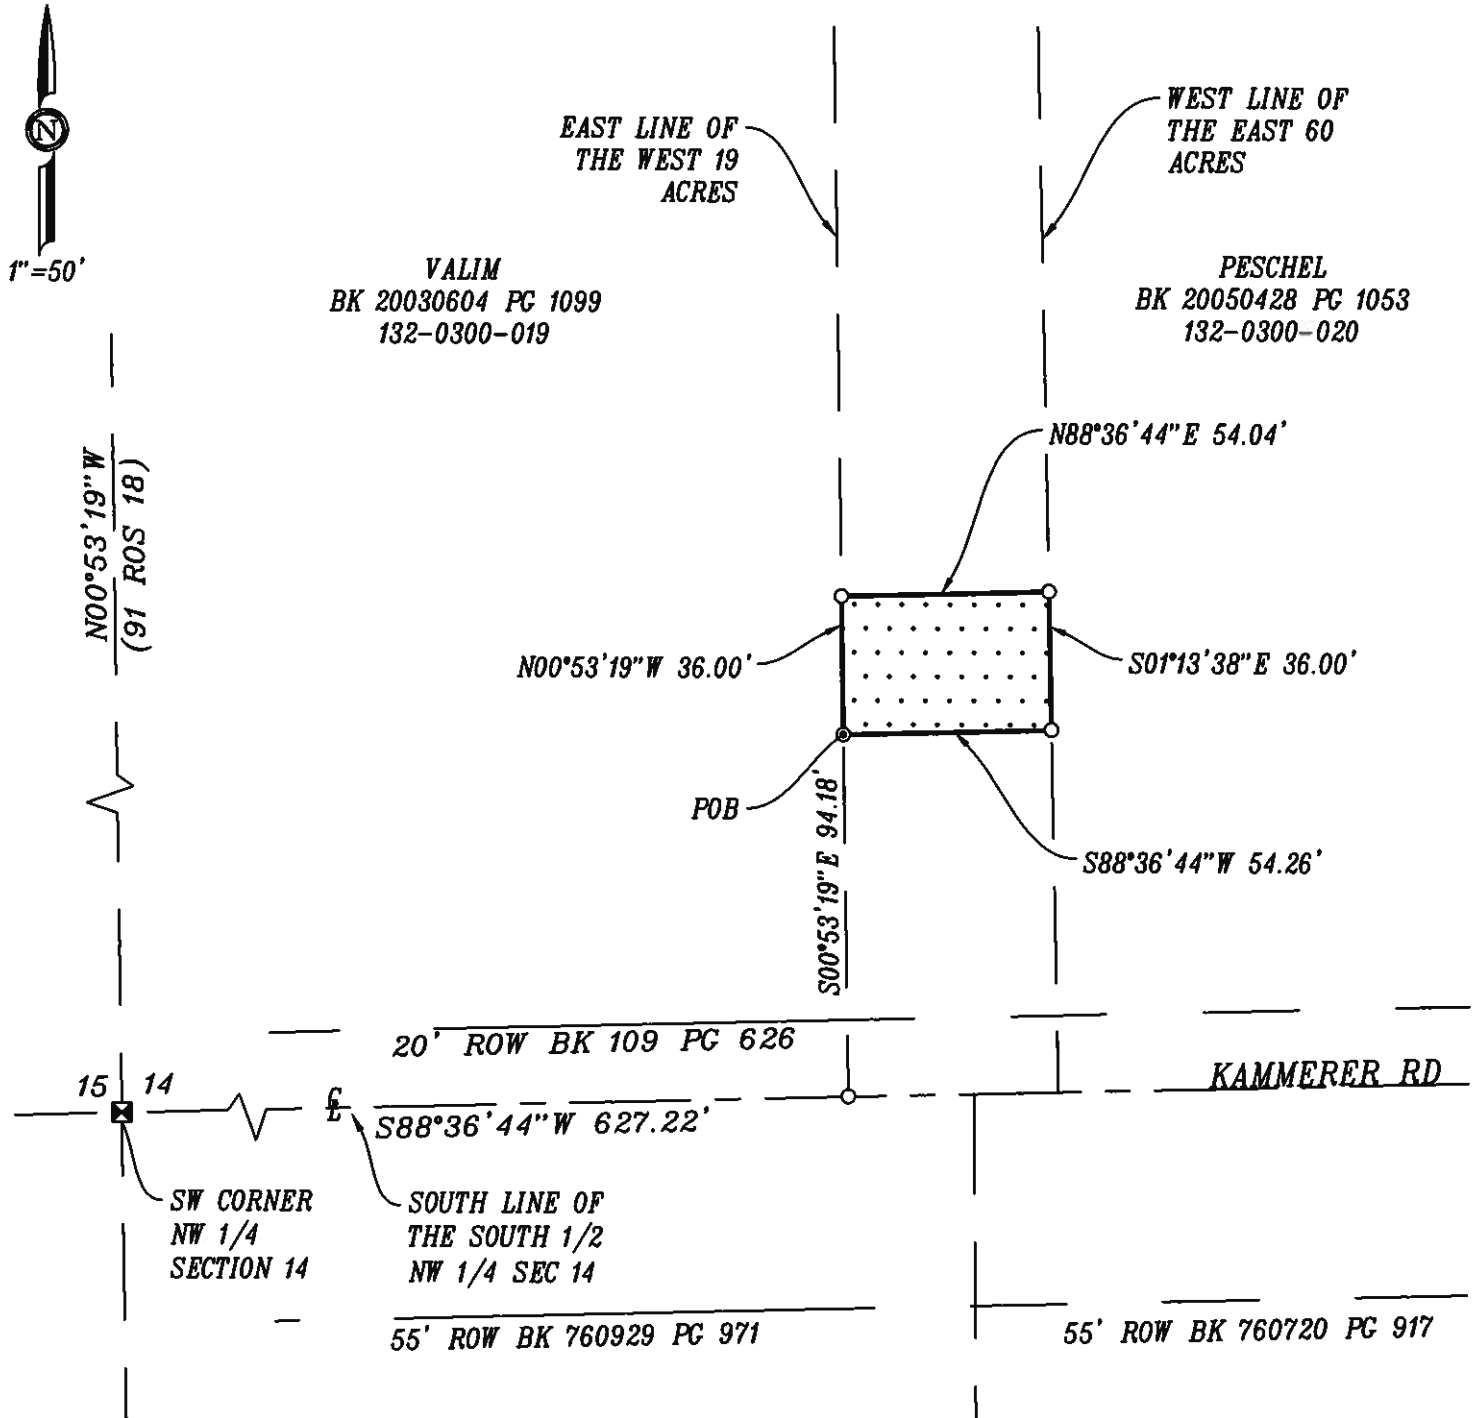 N
1"=50'
EAST LINE OF
THE WEST 19
ACRES
WEST LINE OF
THE EAST 60
ACRES
VALIM
BK 20030604 PG 1099
132-0300-019
PESCHEL
BK 20050428 PG 1053
132-0300-020
N00°53'19"W
(91 ROS 18)
N88°36'44"E 54.04'
N00°53'19"W 36.00'
S01°13'38"E 36.00'
POB
S00°53'19"E 94.18'
S88°36'44"W 54.26'
20' ROW BK 109 PG 626
KAMMERER RD
15 14
CL
S88°36'44"W 627.22'
SW CORNER
NW 1/4
SECTION 14
SOUTH LINE OF
THE SOUTH 1/2
NW 1/4 SEC 14
55' ROW BK 760929 PG 971
55' ROW BK 760720 PG 917